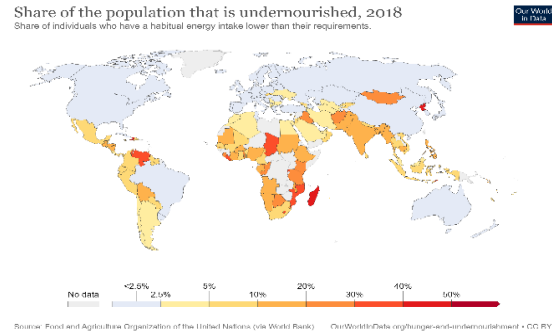 Share of the population that is undernourished, 2018
Our World
in Data
Share of individuals who have a habitual energy intake lower than their requirements.
No data
<2.5%
2.5%
5%
10%
20%
30%
40%
50%
Source: Food and Agriculture Organization of the United Nations (via World Bank)
OurWorldInData.org/hunger-and-undernourishment • CC BY